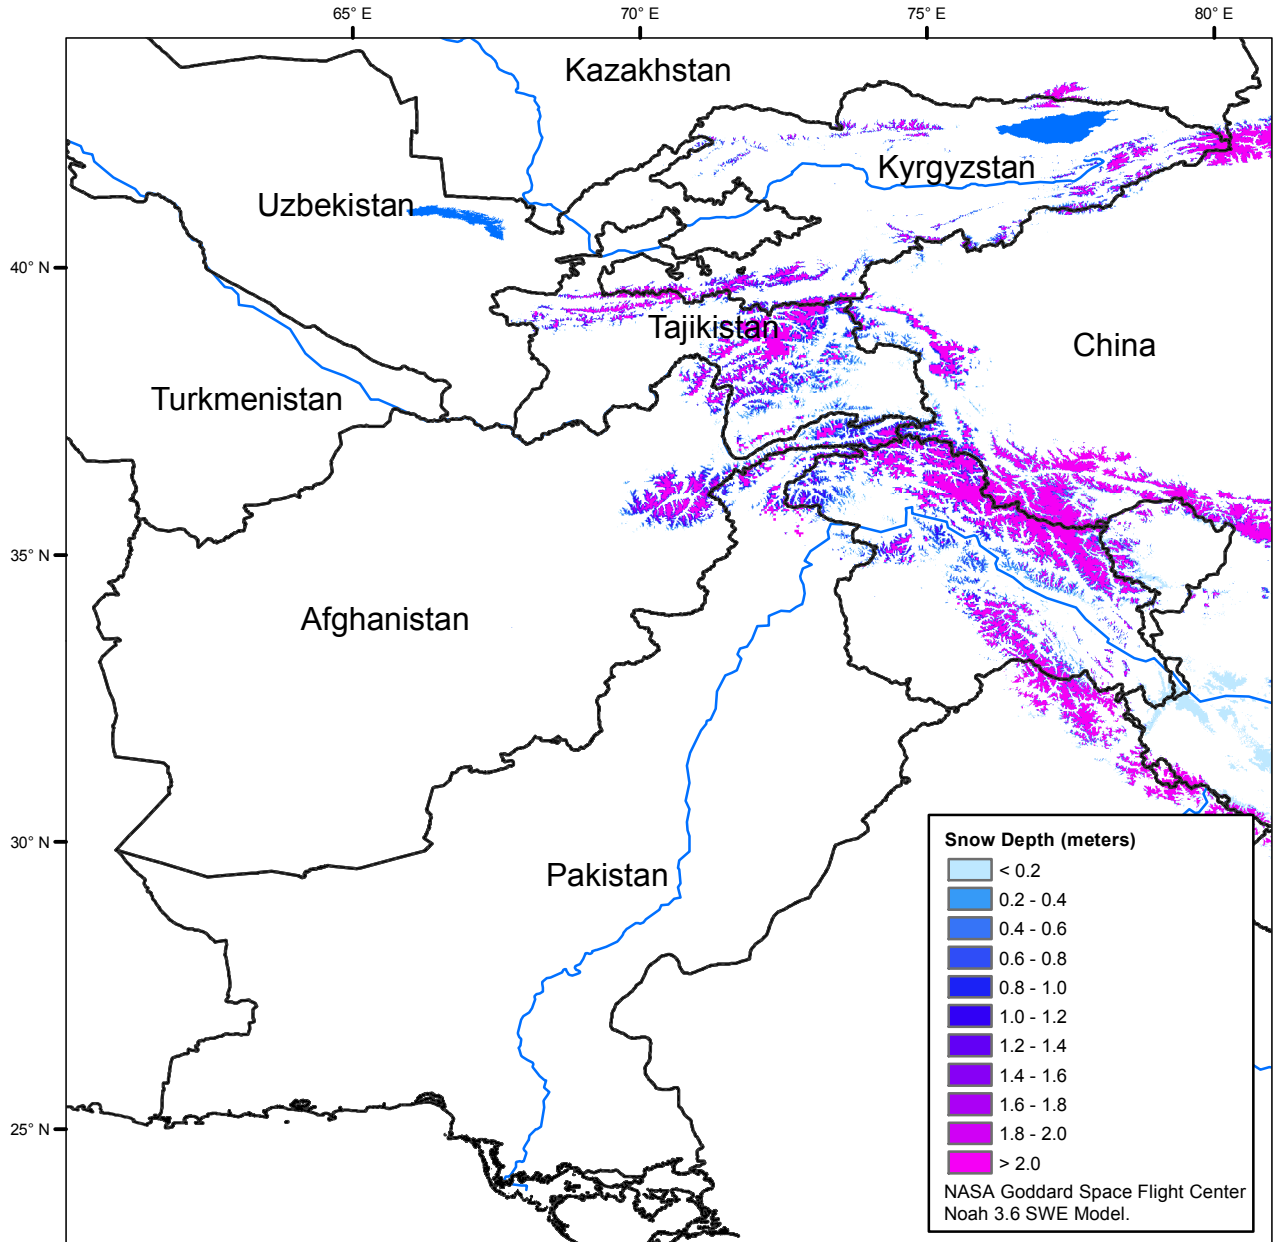 65° E
70° E
75° E
80° E
Kazakhstan
Kyrgyzstan
Uzbekistan
40° N
Tajikistan
China
Turkmenistan
35° N
Afghanistan
30° N
Pakistan
25° N
Snow Depth (meters)
< 0.2
0.2 - 0.4
0.4 - 0.6
0.6 - 0.8
0.8 - 1.0
1.0 - 1.2
1.2 - 1.4
1.4 - 1.6
1.6 - 1.8
1.8 - 2.0
> 2.0
NASA Goddard Space Flight Center
Noah 3.6 SWE Model.